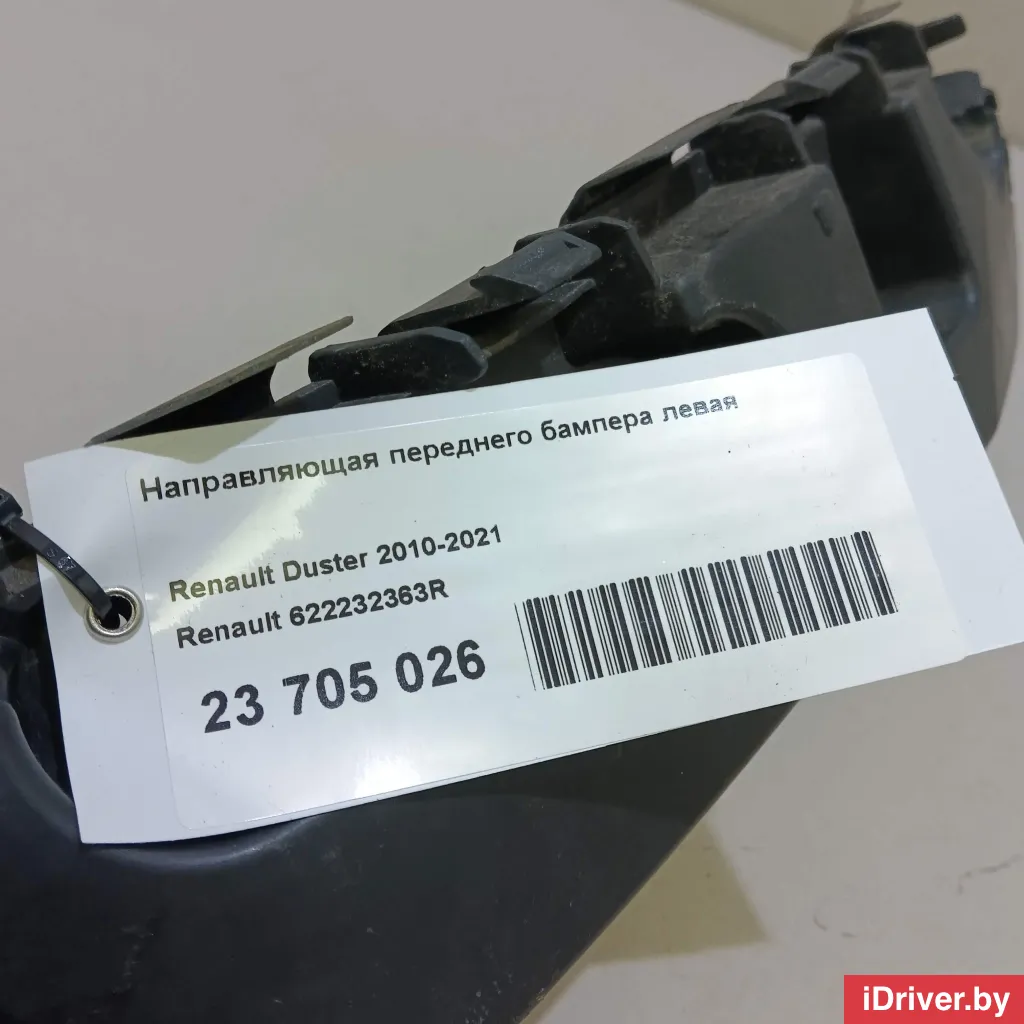 Направляющая переднего бампера левая
Renault Duster 2010-2021
Renault 622232363R
23 705 026
iDriver.by